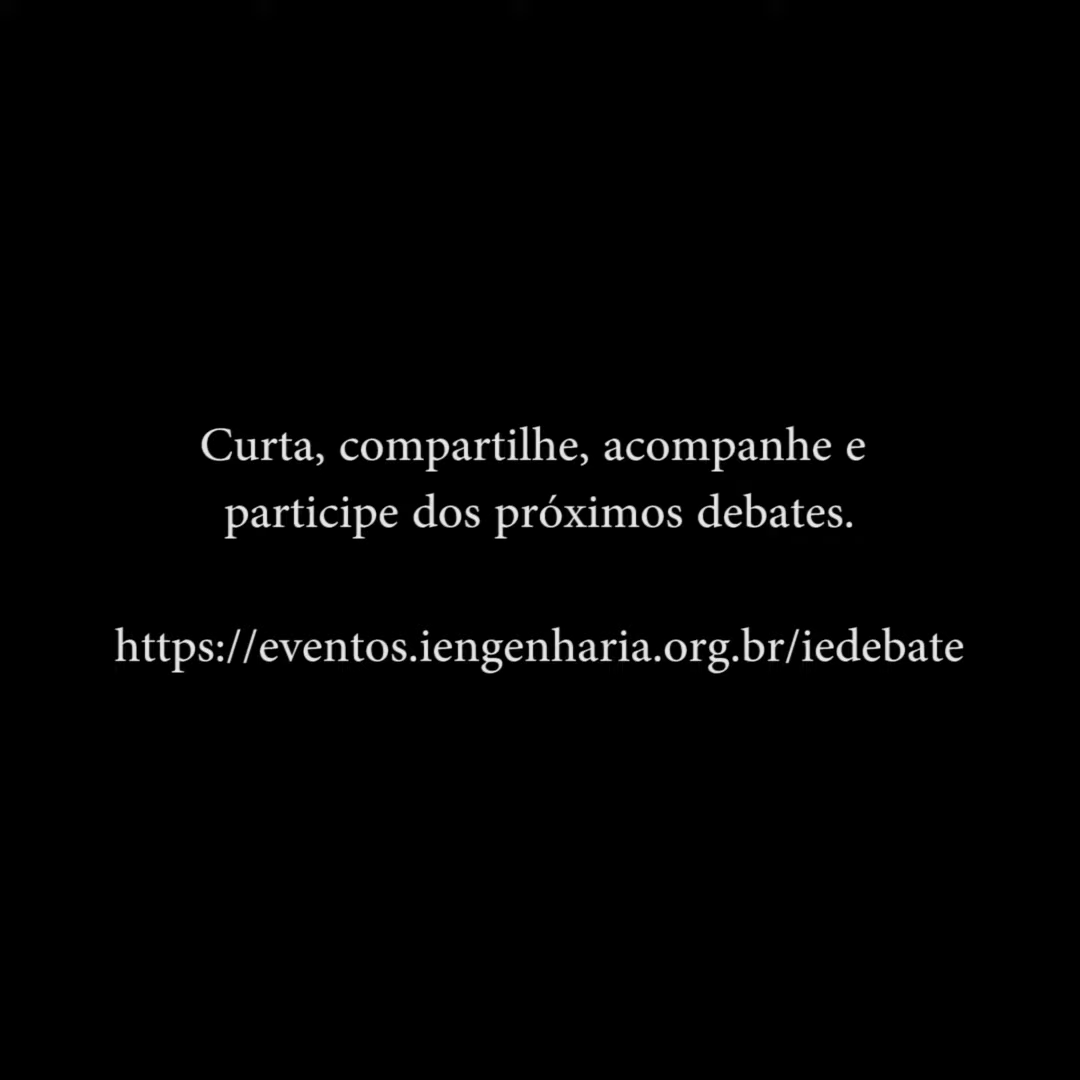 Curta, compartilhe, acompanhe e
participe dos próximos debates.
https://eventos.iengenharia.org.br/iedebate